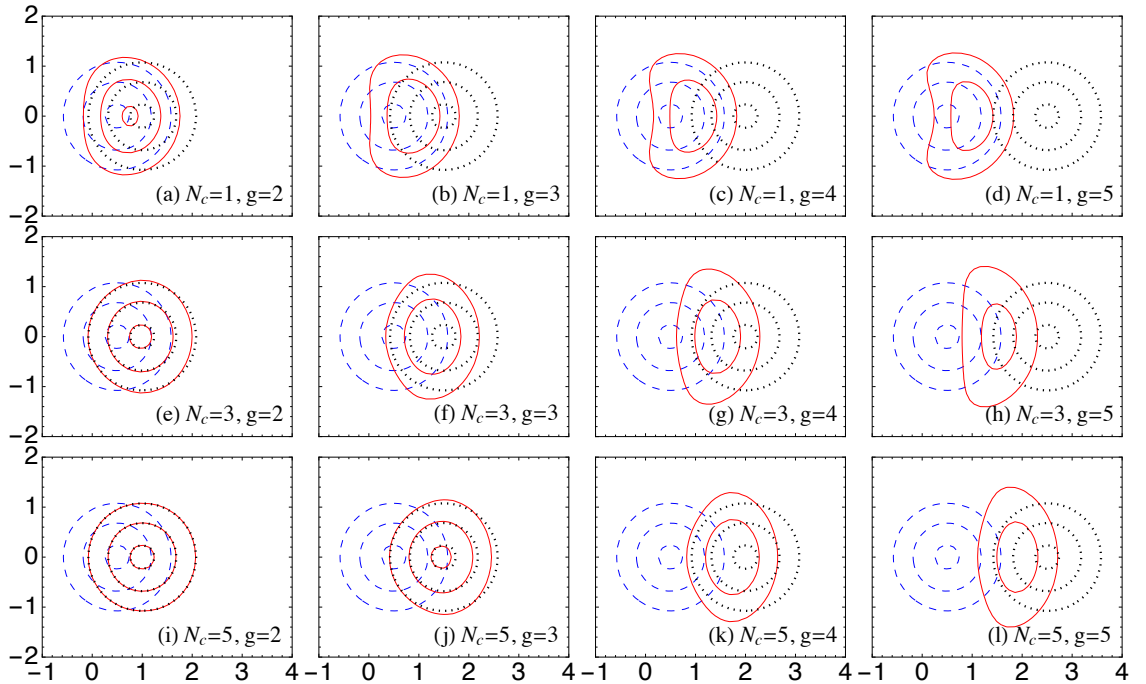 2
1
0
−1
−2
(a) N_c=1, g=2
(b) N_c=1, g=3
(c) N_c=1, g=4
(d) N_c=1, g=5
2
1
0
−1
−2
(e) N_c=3, g=2
(f) N_c=3, g=3
(g) N_c=3, g=4
(h) N_c=3, g=5
2
1
0
−1
−2
(i) N_c=5, g=2
(j) N_c=5, g=3
(k) N_c=5, g=4
(l) N_c=5, g=5
−1 0 1 2 3 4 −1 0 1 2 3 4 −1 0 1 2 3 4 −1 0 1 2 3 4